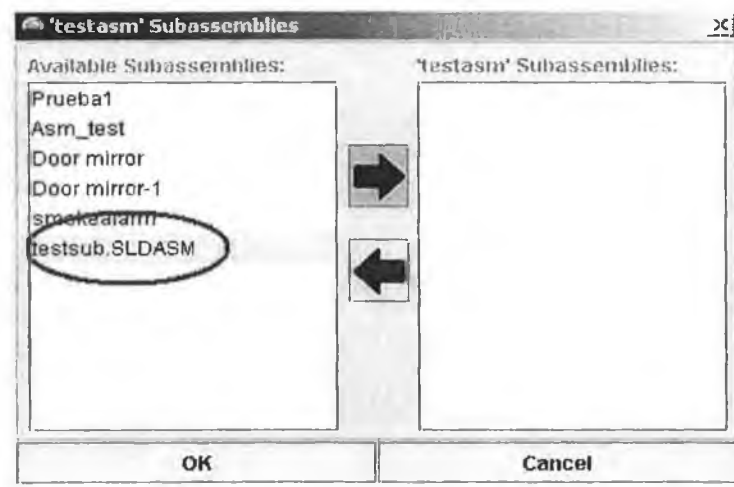 'testasm' Subassemblies
Available Subassemblies:
'testasm' Subassemblies:
Prueba1
Asm_test
Door mirror
Door mirror-1
smokealarm
testsub.SLDASM
OK
Cancel